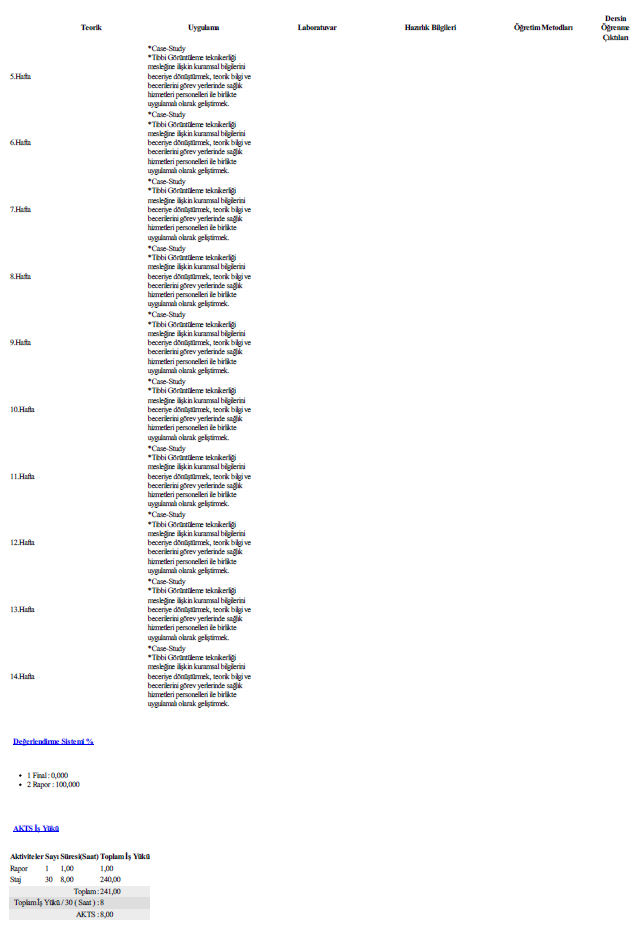 Teorik Uygulama Laboratuvar Hazırlık Bilgileri Öğretim Metodları Dersin Öğrenme Çıktıları
5.Hafta
*Case-Study
*Tıbbi Görüntüleme teknikerliği
mesleğine ilişkin kuramsal bilgilerini
beceriye dönüştürmek, teorik bilgi ve
becerilerini görev yerlerinde sağlık
hizmetleri personelleri ile birlikte
uygulamalı olarak geliştirmek.
6.Hafta
*Case-Study
*Tıbbi Görüntüleme teknikerliği
mesleğine ilişkin kuramsal bilgilerini
beceriye dönüştürmek, teorik bilgi ve
becerilerini görev yerlerinde sağlık
hizmetleri personelleri ile birlikte
uygulamalı olarak geliştirmek.
7.Hafta
*Case-Study
*Tıbbi Görüntüleme teknikerliği
mesleğine ilişkin kuramsal bilgilerini
beceriye dönüştürmek, teorik bilgi ve
becerilerini görev yerlerinde sağlık
hizmetleri personelleri ile birlikte
uygulamalı olarak geliştirmek.
8.Hafta
*Case-Study
*Tıbbi Görüntüleme teknikerliği
mesleğine ilişkin kuramsal bilgilerini
beceriye dönüştürmek, teorik bilgi ve
becerilerini görev yerlerinde sağlık
hizmetleri personelleri ile birlikte
uygulamalı olarak geliştirmek.
9.Hafta
*Case-Study
*Tıbbi Görüntüleme teknikerliği
mesleğine ilişkin kuramsal bilgilerini
beceriye dönüştürmek, teorik bilgi ve
becerilerini görev yerlerinde sağlık
hizmetleri personelleri ile birlikte
uygulamalı olarak geliştirmek.
10.Hafta
*Case-Study
*Tıbbi Görüntüleme teknikerliği
mesleğine ilişkin kuramsal bilgilerini
beceriye dönüştürmek, teorik bilgi ve
becerilerini görev yerlerinde sağlık
hizmetleri personelleri ile birlikte
uygulamalı olarak geliştirmek.
11.Hafta
*Case-Study
*Tıbbi Görüntüleme teknikerliği
mesleğine ilişkin kuramsal bilgilerini
beceriye dönüştürmek, teorik bilgi ve
becerilerini görev yerlerinde sağlık
hizmetleri personelleri ile birlikte
uygulamalı olarak geliştirmek.
12.Hafta
*Case-Study
*Tıbbi Görüntüleme teknikerliği
mesleğine ilişkin kuramsal bilgilerini
beceriye dönüştürmek, teorik bilgi ve
becerilerini görev yerlerinde sağlık
hizmetleri personelleri ile birlikte
uygulamalı olarak geliştirmek.
13.Hafta
*Case-Study
*Tıbbi Görüntüleme teknikerliği
mesleğine ilişkin kuramsal bilgilerini
beceriye dönüştürmek, teorik bilgi ve
becerilerini görev yerlerinde sağlık
hizmetleri personelleri ile birlikte
uygulamalı olarak geliştirmek.
14.Hafta
*Case-Study
*Tıbbi Görüntüleme teknikerliği
mesleğine ilişkin kuramsal bilgilerini
beceriye dönüştürmek, teorik bilgi ve
becerilerini görev yerlerinde sağlık
hizmetleri personelleri ile birlikte
uygulamalı olarak geliştirmek.
Değerlendirme Sistemi %
• 1 Final : 0,000
• 2 Rapor : 100,000
AKTS İş Yükü
Aktiviteler Sayı Süresi(Saat) Toplam İş Yükü
Rapor 1 1,00 1,00
Staj 30 8,00 240,00
Toplam : 241,00
Toplam İş Yükü / 30 ( Saat ) : 8
AKTS : 8,00